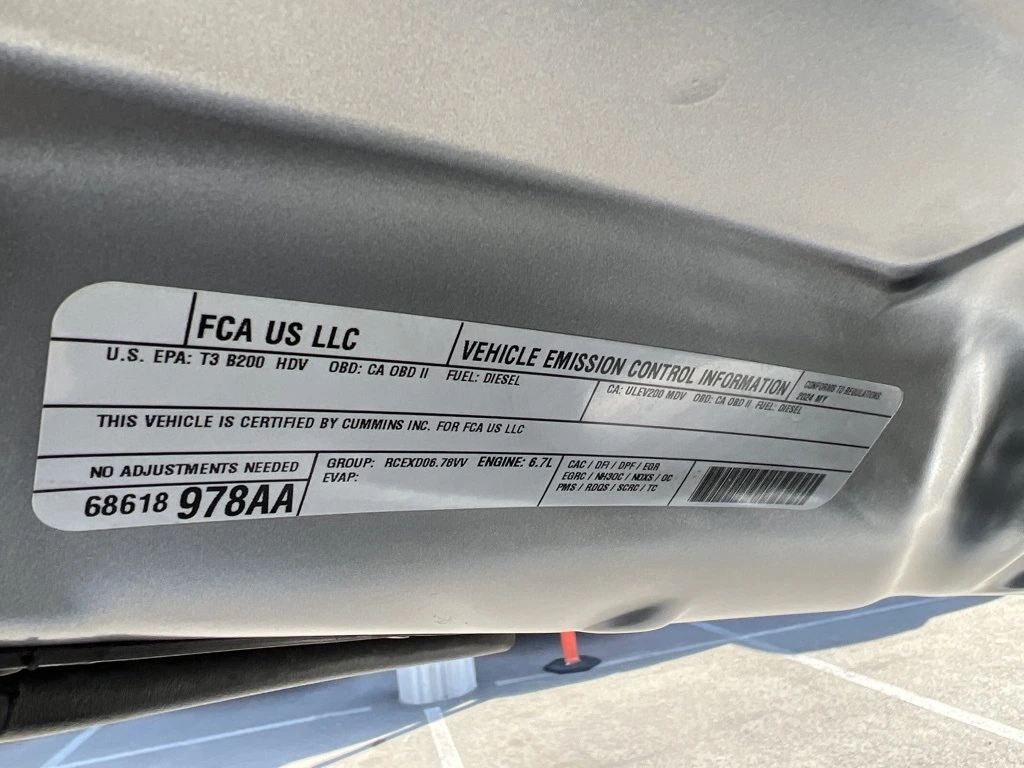 FCA US LLC
VEHICLE EMISSION CONTROL INFORMATION
CONFORMS TO REGULATIONS:
2024 MY
U.S. EPA: T3 B200 HDV OBD: CA OBD II FUEL: DIESEL
CA: ULEV200 MDV OBD: CA OBD II FUEL: DIESEL
THIS VEHICLE IS CERTIFIED BY CUMMINS INC. FOR FCA US LLC
NO ADJUSTMENTS NEEDED
68618 978AA
GROUP: RCEXD06.78VV ENGINE: 6.7L
EVAP:
CAC / DFI / DPF / EGR
EGRC / NH3OC / NOXS / OC
PMS / RDQS / SCRC / TC